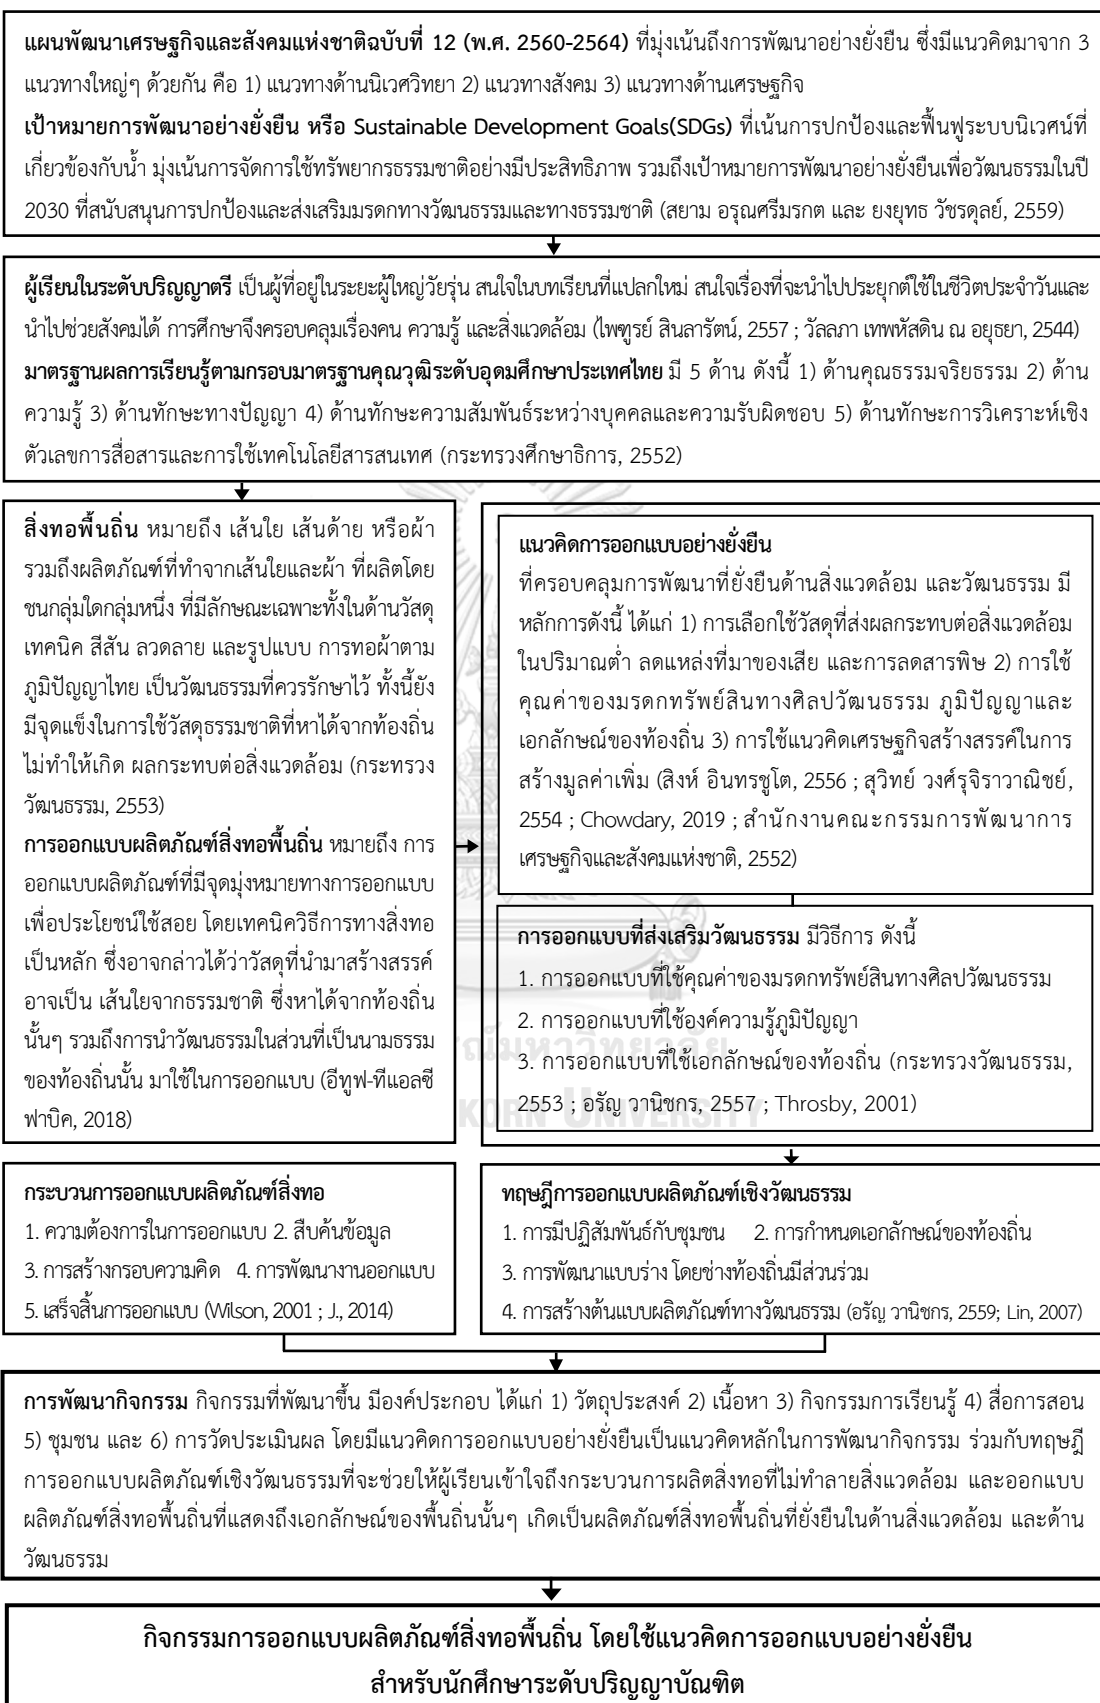 แผนพัฒนาเศรษฐกิจและสังคมแห่งชาติฉบับที่ 12 (พ.ศ. 2560-2564) ที่มุ่งเน้นถึงการพัฒนาอย่างยั่งยืน ซึ่งมีแนวคิดมาจาก 3
แนวทางใหญ่ๆ ด้วยกัน คือ 1) แนวทางด้านนิเวศวิทยา 2) แนวทางสังคม 3) แนวทางด้านเศรษฐกิจ
เป้าหมายการพัฒนาอย่างยั่งยืน หรือ Sustainable Development Goals(SDGs) ที่เน้นการปกป้องและฟื้นฟูระบบนิเวศน์ที่
เกี่ยวข้องกับน้ำ มุ่งเน้นการจัดการใช้ทรัพยากรธรรมชาติอย่างมีประสิทธิภาพ รวมถึงเป้าหมายการพัฒนาอย่างยั่งยืนเพื่อวัฒนธรรมในปี
2030 ที่สนับสนุนการปกป้องและส่งเสริมมรดกทางวัฒนธรรมและทางธรรมชาติ (สยาม อรุณศรีมรกต และ ยงยุทธ วัชรดุลย์, 2559)
ผู้เรียนในระดับปริญญาตรี เป็นผู้ที่อยู่ในระยะผู้ใหญ่วัยรุ่น สนใจในบทเรียนที่แปลกใหม่ สนใจเรื่องที่จะนำไปประยุกต์ใช้ในชีวิตประจำวันและ
นำไปช่วยสังคมได้ การศึกษาจึงครอบคลุมเรื่องคน ความรู้ และสิ่งแวดล้อม (ไพฑูรย์ สินลารัตน์, 2557 ; วัลลภา เทพหัสดิน ณ อยุธยา, 2544)
มาตรฐานผลการเรียนรู้ตามกรอบมาตรฐานคุณวุฒิระดับอุดมศึกษาประเทศไทย มี 5 ด้าน ดังนี้ 1) ด้านคุณธรรมจริยธรรม 2) ด้าน
ความรู้ 3) ด้านทักษะทางปัญญา 4) ด้านทักษะความสัมพันธ์ระหว่างบุคคลและความรับผิดชอบ 5) ด้านทักษะการวิเคราะห์เชิง
ตัวเลขการสื่อสารและการใช้เทคโนโลยีสารสนเทศ (กระทรวงศึกษาธิการ, 2552)
สิ่งทอพื้นถิ่น หมายถึง เส้นใย เส้นด้าย หรือผ้า
รวมถึงผลิตภัณฑ์ที่ทำจากเส้นใยและผ้า ที่ผลิตโดย
ชนกลุ่มใดกลุ่มหนึ่ง ที่มีลักษณะเฉพาะทั้งในด้านวัสดุ
เทคนิค สีสัน ลวดลาย และรูปแบบ การทอผ้าตาม
ภูมิปัญญาไทย เป็นวัฒนธรรมที่ควรรักษาไว้ ทั้งนี้ยัง
มีจุดแข็งในการใช้วัสดุธรรมชาติที่หาได้จากท้องถิ่น
ไม่ทำให้เกิด ผลกระทบต่อสิ่งแวดล้อม (กระทรวง
วัฒนธรรม, 2553)
การออกแบบผลิตภัณฑ์สิ่งทอพื้นถิ่น หมายถึง การ
ออกแบบผลิตภัณฑ์ที่มีจุดมุ่งหมายทางการออกแบบ
เพื่อประโยชน์ใช้สอย โดยเทคนิควิธีการทางสิ่งทอ
เป็นหลัก ซึ่งอาจกล่าวได้ว่าวัสดุที่นำมาสร้างสรรค์
อาจเป็น เส้นใยจากธรรมชาติ ซึ่งหาได้จากท้องถิ่น
นั้นๆ รวมถึงการนำวัฒนธรรมในส่วนที่เป็นนามธรรม
ของท้องถิ่นนั้น มาใช้ในการออกแบบ (อีทูฟ-ทีแอลซี
ฟาบิค, 2018)
แนวคิดการออกแบบอย่างยั่งยืน
ที่ครอบคลุมการพัฒนาที่ยั่งยืนด้านสิ่งแวดล้อม และวัฒนธรรม มี
หลักการดังนี้ ได้แก่ 1) การเลือกใช้วัสดุที่ส่งผลกระทบต่อสิ่งแวดล้อม
ในปริมาณต่ำ ลดแหล่งที่มาของเสีย และการลดสารพิษ 2) การใช้
คุณค่าของมรดกทรัพย์สินทางศิลปวัฒนธรรม ภูมิปัญญาและ
เอกลักษณ์ของท้องถิ่น 3) การใช้แนวคิดเศรษฐกิจสร้างสรรค์ในการ
สร้างมูลค่าเพิ่ม (สิงห์ อินทรชูโต, 2556 ; สุวิทย์ วงศ์รุจิราวาณิชย์,
2554 ; Chowdary, 2019 ; สำนักงานคณะกรรมการพัฒนาการ
เศรษฐกิจและสังคมแห่งชาติ, 2552)
การออกแบบที่ส่งเสริมวัฒนธรรม มีวิธีการ ดังนี้
1. การออกแบบที่ใช้คุณค่าของมรดกทรัพย์สินทางศิลปวัฒนธรรม
2. การออกแบบที่ใช้องค์ความรู้ภูมิปัญญา
3. การออกแบบที่ใช้เอกลักษณ์ของท้องถิ่น (กระทรวงวัฒนธรรม,
2553 ; อรัญ วานิชกร, 2557 ; Throsby, 2001)
กระบวนการออกแบบผลิตภัณฑ์สิ่งทอ
1. ความต้องการในการออกแบบ 2. สืบค้นข้อมูล
3. การสร้างกรอบความคิด 4. การพัฒนางานออกแบบ
5. เสร็จสิ้นการออกแบบ (Wilson, 2001 ; J., 2014)
ทฤษฎีการออกแบบผลิตภัณฑ์เชิงวัฒนธรรม
1. การมีปฏิสัมพันธ์กับชุมชน 2. การกำหนดเอกลักษณ์ของท้องถิ่น
3. การพัฒนาแบบร่าง โดยช่างท้องถิ่นมีส่วนร่วม
4. การสร้างต้นแบบผลิตภัณฑ์ทางวัฒนธรรม (อรัญ วานิชกร, 2559; Lin, 2007)
การพัฒนากิจกรรม กิจกรรมที่พัฒนาขึ้น มีองค์ประกอบ ได้แก่ 1) วัตถุประสงค์ 2) เนื้อหา 3) กิจกรรมการเรียนรู้ 4) สื่อการสอน
5) ชุมชน และ 6) การวัดประเมินผล โดยมีแนวคิดการออกแบบอย่างยั่งยืนเป็นแนวคิดหลักในการพัฒนากิจกรรม ร่วมกับทฤษฎี
การออกแบบผลิตภัณฑ์เชิงวัฒนธรรมที่จะช่วยให้ผู้เรียนเข้าใจถึงกระบวนการผลิตสิ่งทอที่ไม่ทำลายสิ่งแวดล้อม และออกแบบ
ผลิตภัณฑ์สิ่งทอพื้นถิ่นที่แสดงถึงเอกลักษณ์ของพื้นถิ่นนั้นๆ เกิดเป็นผลิตภัณฑ์สิ่งทอพื้นถิ่นที่ยั่งยืนในด้านสิ่งแวดล้อม และด้าน
วัฒนธรรม
กิจกรรมการออกแบบผลิตภัณฑ์สิ่งทอพื้นถิ่น โดยใช้แนวคิดการออกแบบอย่างยั่งยืน
สำหรับนักศึกษาระดับปริญญาบัณฑิต